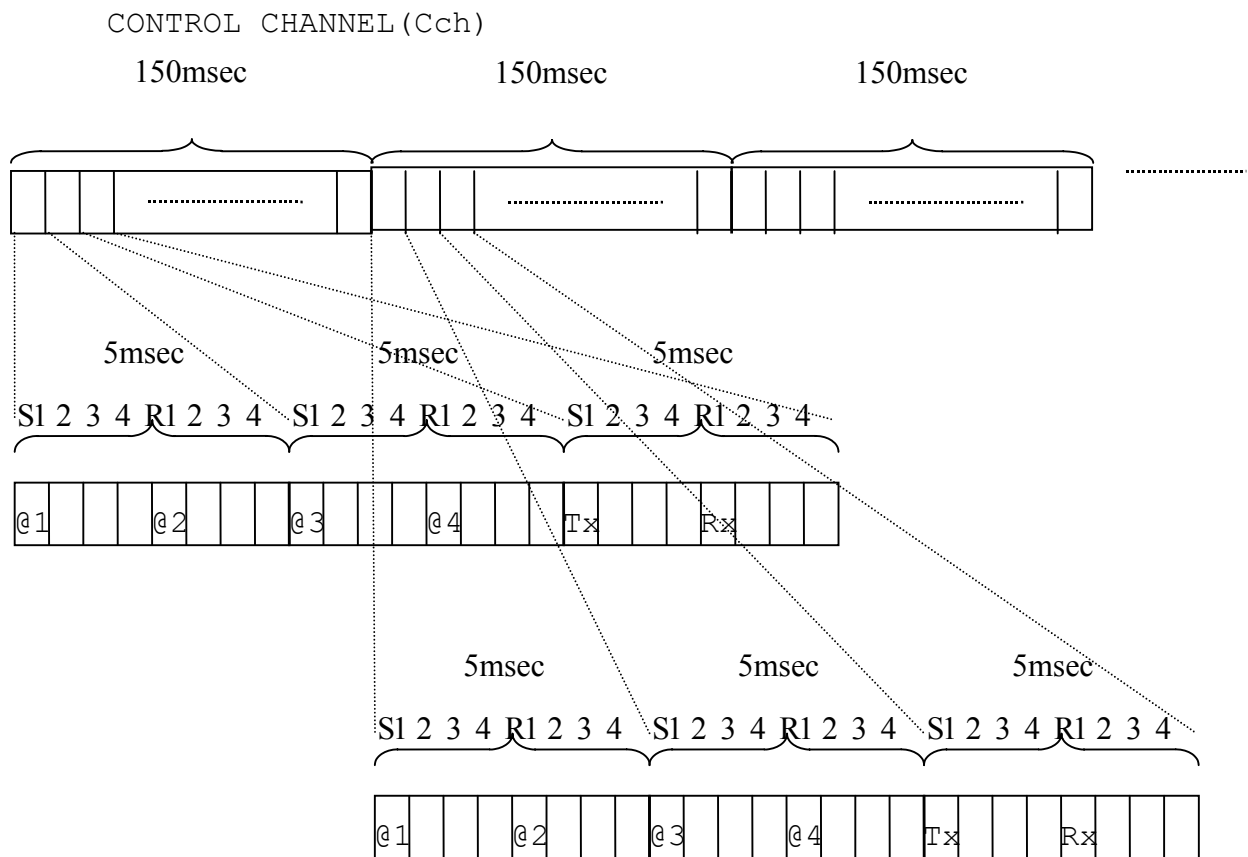 CONTROL CHANNEL(Cch)
150msec 150msec 150msec
5msec 5msec 5msec
S1 2 3 4 R1 2 3 4 S1 2 3 4 R1 2 3 4 S1 2 3 4 R1 2 3 4
@1 @2 @3 @4 Tx Rx
5msec 5msec 5msec
S1 2 3 4 R1 2 3 4 S1 2 3 4 R1 2 3 4 S1 2 3 4 R1 2 3 4
@1 @2 @3 @4 Tx Rx